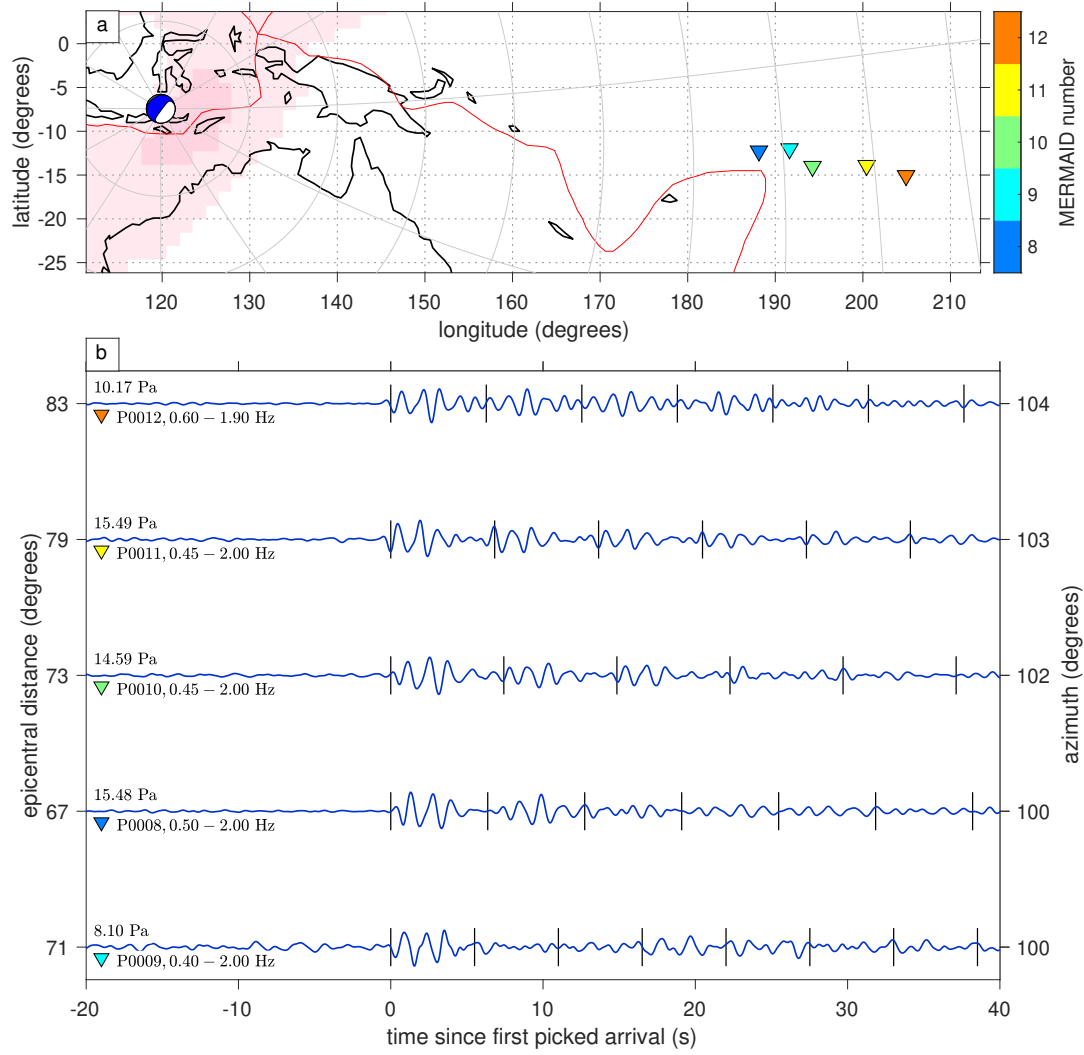 a
0
-5
-10
-15
-20
-25
latitude (degrees)
120
130
140
150
160
170
180
190
200
210
longitude (degrees)
12
11
10
9
8
MERMAID number
b
10.17 Pa
83
P0012, 0.60 − 1.90 Hz
104
15.49 Pa
79
P0011, 0.45 − 2.00 Hz
103
14.59 Pa
73
P0010, 0.45 − 2.00 Hz
102
15.48 Pa
67
P0008, 0.50 − 2.00 Hz
100
8.10 Pa
71
P0009, 0.40 − 2.00 Hz
100
epicentral distance (degrees)
azimuth (degrees)
-20
-10
0
10
20
30
40
time since first picked arrival (s)